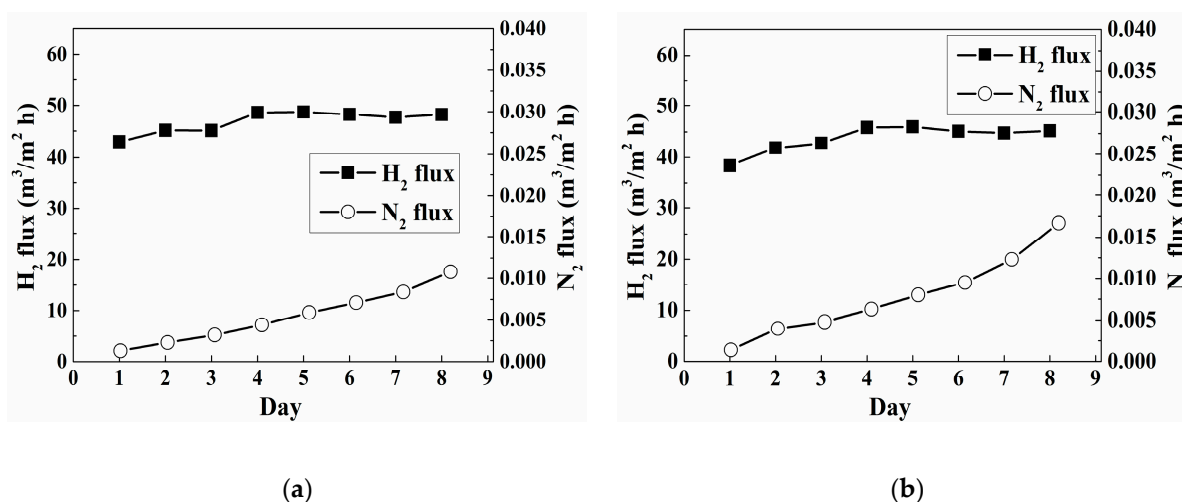 60
50
40
30
20
10
0
H₂ flux (m³/m² h)
0.040
0.035
0.030
0.025
0.020
0.015
0.010
0.005
0.000
N₂ flux (m³/m² h)
H₂ flux
N₂ flux
0 1 2 3 4 5 6 7 8 9
Day
(a)
60
50
40
30
20
10
0
H₂ flux (m³/m² h)
0.040
0.035
0.030
0.025
0.020
0.015
0.010
0.005
0.000
N₂ flux (m³/m² h)
H₂ flux
N₂ flux
0 1 2 3 4 5 6 7 8 9
Day
(b)